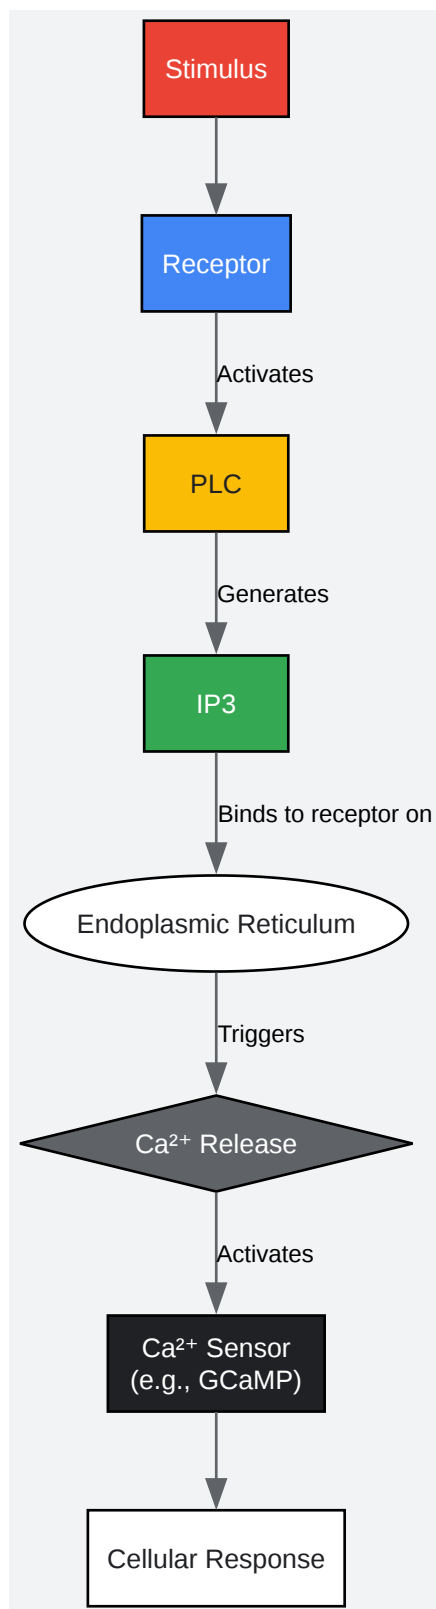 Stimulus
Receptor
Activates
PLC
Generates
IP3
Binds to receptor on
Endoplasmic Reticulum
Triggers
Ca²⁺ Release
Activates
Ca²⁺ Sensor
(e.g., GCaMP)
Cellular Response